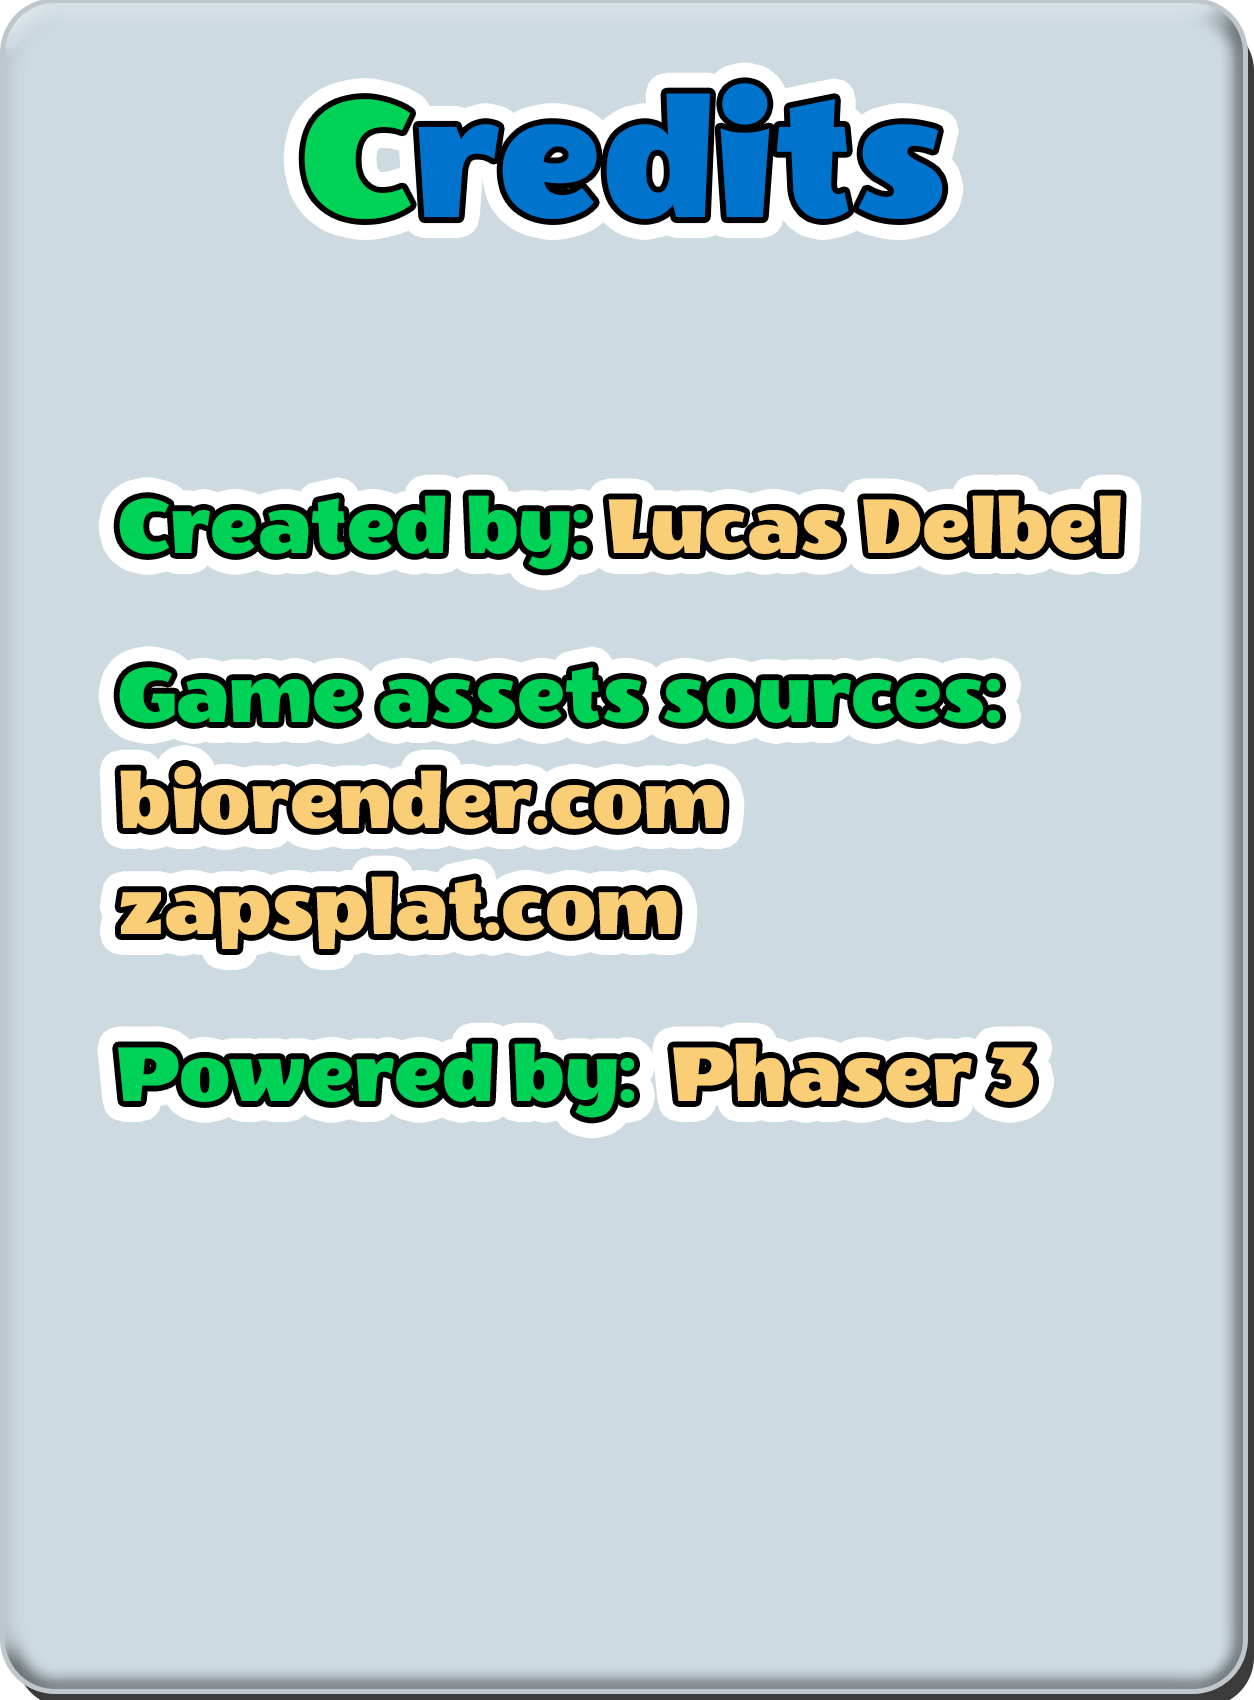 Credits
Created by: Lucas Delbel
Game assets sources:
biorender.com
zapsplat.com
Powered by: Phaser 3